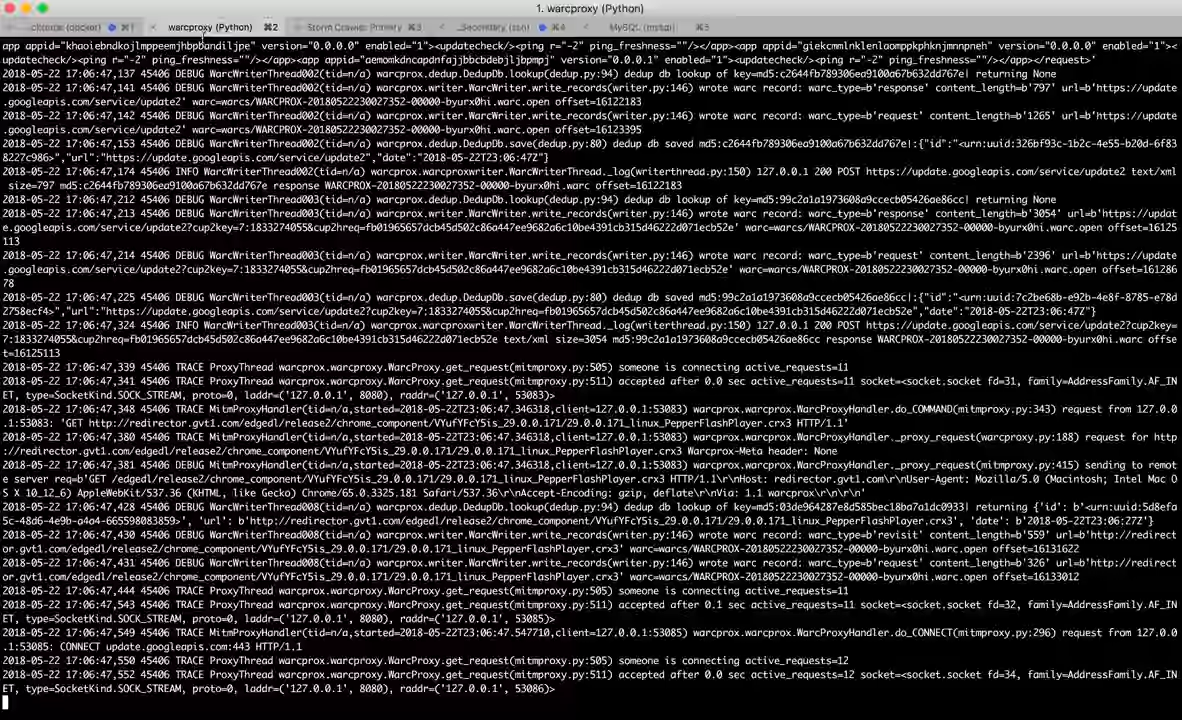 1. warcproxy (Python)
(docker) ⌘1 warcproxy (Python) ⌘2 Storm Crawler: Primary ⌘3 Secondary (ssh) ⌘4 MySQL (mysql) ⌘5
app appid="khaoiebndkojlmppeemjhbpbandiljpe" version="0.0.0.0" enabled="1"><updatecheck/><ping r="-2" ping_freshness=""/></app><app appid="giekcmmlnklenlaomppkphknjmnnpneh" version="0.0.0.0" enabled="1"><
updatecheck/><ping r="-2" ping_freshness=""/></app><app appid="aemomkdncapdnfajjbbcbdebjljbpmpj" version="0.0.0.1" enabled="1"><updatecheck/><ping r="-2" ping_freshness=""/></app></request>'
2018-05-22 17:06:47,137 45406 DEBUG WarcWriterThread002(tid=n/a) warcprox.dedup.DedupDb.lookup(dedup.py:94) dedup db lookup of key=md5:c2644fb789306ea9100a67632dd767e| returning None
2018-05-22 17:06:47,141 45406 DEBUG WarcWriterThread002(tid=n/a) warcprox.writer.WarcWriter.write_records(writer.py:146) wrote warc record: warc_type=b'response' content_length=b'797' url=b'https://update
.googleapis.com/service/update2' warc=warcs/WARCPROX-20180522230027352-00000-byurx0hi.warc.open offset=16122183
2018-05-22 17:06:47,142 45406 DEBUG WarcWriterThread002(tid=n/a) warcprox.writer.WarcWriter.write_records(writer.py:146) wrote warc record: warc_type=b'request' content_length=b'1265' url=b'https://update
.googleapis.com/service/update2' warc=warcs/WARCPROX-20180522230027352-00000-byurx0hi.warc.open offset=16123395
2018-05-22 17:06:47,153 45406 DEBUG WarcWriterThread002(tid=n/a) warcprox.dedup.DedupDb.save(dedup.py:80) dedup db saved md5:c2644fb789306ea9100a67632dd767e|:{"id":"<urn:uuid:326bf93c-1b2c-4e55-b20d-6f83
8227c986>","url":"https://update.googleapis.com/service/update2","date":"2018-05-22T23:06:47Z"}
2018-05-22 17:06:47,174 45406 INFO WarcWriterThread002(tid=n/a) warcprox.warcproxwriter.WarcWriterThread._log(writerthread.py:150) 127.0.0.1 200 POST https://update.googleapis.com/service/update2 text/xml
size=797 md5:c2644fb789306ea9100a67632dd767e response WARCPROX-20180522230027352-00000-byurx0hi.warc offset=16122183
2018-05-22 17:06:47,212 45406 DEBUG WarcWriterThread003(tid=n/a) warcprox.dedup.DedupDb.lookup(dedup.py:94) dedup db lookup of key=md5:99c2a1a1973608a9ccecb05426ae86cc| returning None
2018-05-22 17:06:47,213 45406 DEBUG WarcWriterThread003(tid=n/a) warcprox.writer.WarcWriter.write_records(writer.py:146) wrote warc record: warc_type=b'response' content_length=b'3054' url=b'https://updat
e.googleapis.com/service/update2?cup2key=7:1833274055&cup2hreq=fb01965657dcb45d502c86a447ee9682a6c10be4391cb315d46222d071ecb52e' warc=warcs/WARCPROX-20180522230027352-00000-byurx0hi.warc.open offset=16125
113
2018-05-22 17:06:47,214 45406 DEBUG WarcWriterThread003(tid=n/a) warcprox.writer.WarcWriter.write_records(writer.py:146) wrote warc record: warc_type=b'request' content_length=b'2396' url=b'https://updat
e.googleapis.com/service/update2?cup2key=7:1833274055&cup2hreq=fb01965657dcb45d502c86a447ee9682a6c10be4391cb315d46222d071ecb52e' warc=warcs/WARCPROX-20180522230027352-00000-byurx0hi.warc.open offset=161286
78
2018-05-22 17:06:47,225 45406 DEBUG WarcWriterThread003(tid=n/a) warcprox.dedup.DedupDb.save(dedup.py:80) dedup db saved md5:99c2a1a1973608a9ccecb05426ae86cc|:{"id":"<urn:uuid:7c2be68b-e92b-4e8f-8785-e78d
2758ecf4>","url":"https://update.googleapis.com/service/update2?cup2key=7:1833274055&cup2hreq=fb01965657dcb45d502c86a447ee9682a6c10be4391cb315d46222d071ecb52e","date":"2018-05-22T23:06:47Z"}
2018-05-22 17:06:47,324 45406 INFO WarcWriterThread003(tid=n/a) warcprox.warcproxwriter.WarcWriterThread._log(writerthread.py:150) 127.0.0.1 200 POST https://update.googleapis.com/service/update2?cup2key=
7:1833274055&cup2hreq=fb01965657dcb45d502c86a447ee9682a6c10be4391cb315d46222d071ecb52e text/xml size=3054 md5:99c2a1a1973608a9ccecb05426ae86cc response WARCPROX-20180522230027352-00000-byurx0hi.warc offse
t=16125113
2018-05-22 17:06:47,339 45406 TRACE ProxyThread warcprox.warcproxy.WarcProxy.get_request(mitmproxy.py:505) someone is connecting active_requests=11
2018-05-22 17:06:47,341 45406 TRACE ProxyThread warcprox.warcproxy.WarcProxy.get_request(mitmproxy.py:511) accepted after 0.0 sec active_requests=11 socket=<socket.socket fd=31, family=AddressFamily.AF_IN
ET, type=SocketKind.SOCK_STREAM, proto=0, laddr=('127.0.0.1', 8080), raddr=('127.0.0.1', 53083)>
2018-05-22 17:06:47,348 45406 TRACE MitmProxyHandler(tid=n/a,started=2018-05-22T23:06:47.346318,client=127.0.0.1:53083) warcprox.warcprox.WarcProxyHandler.do_COMMAND(mitmproxy.py:343) request from 127.0.0
.1:53083: 'GET http://redirector.gvt1.com/edgedl/release2/chrome_component/VYufYFcY5is_29.0.0.171/29.0.0.171_linux_PepperFlashPlayer.crx3 HTTP/1.1'
2018-05-22 17:06:47,380 45406 TRACE MitmProxyHandler(tid=n/a,started=2018-05-22T23:06:47.346318,client=127.0.0.1:53083) warcprox.warcproxy.WarcProxyHandler._proxy_request(warcproxy.py:188) request for http
://redirector.gvt1.com/edgedl/release2/chrome_component/VYufYFcY5is_29.0.0.171/29.0.0.171_linux_PepperFlashPlayer.crx3 Warcprox-Meta header: None
2018-05-22 17:06:47,381 45406 DEBUG MitmProxyHandler(tid=n/a,started=2018-05-22T23:06:47.346318,client=127.0.0.1:53083) warcprox.warcproxy.WarcProxyHandler._proxy_request(mitmproxy.py:415) sending to remot
e server req=b'GET /edgedl/release2/chrome_component/VYufYFcY5is_29.0.0.171/29.0.0.171_linux_PepperFlashPlayer.crx3 HTTP/1.1\r\nHost: redirector.gvt1.com\r\nUser-Agent: Mozilla/5.0 (Macintosh; Intel Mac O
S X 10_12_6) AppleWebKit/537.36 (KHTML, like Gecko) Chrome/65.0.3325.181 Safari/537.36\r\nAccept-Encoding: gzip, deflate\r\nVia: 1.1 warcprox\r\n\r\n'
2018-05-22 17:06:47,428 45406 DEBUG WarcWriterThread008(tid=n/a) warcprox.dedup.DedupDb.lookup(dedup.py:94) dedup db lookup of key=md5:03de964287e8d585bec18ba7a1dc0933| returning {'id': b'<urn:uuid:5d8efa
5c-48d6-4e9b-a4a4-665598083859>', 'url': b'http://redirector.gvt1.com/edgedl/release2/chrome_component/VYufYFcY5is_29.0.0.171/29.0.0.171_linux_PepperFlashPlayer.crx3', 'date': b'2018-05-22T23:06:27Z'}
2018-05-22 17:06:47,430 45406 DEBUG WarcWriterThread008(tid=n/a) warcprox.writer.WarcWriter.write_records(writer.py:146) wrote warc record: warc_type=b'revisit' content_length=b'559' url=b'http://redirect
or.gvt1.com/edgedl/release2/chrome_component/VYufYFcY5is_29.0.0.171/29.0.0.171_linux_PepperFlashPlayer.crx3' warc=warcs/WARCPROX-20180522230027352-00000-byurx0hi.warc.open offset=16131622
2018-05-22 17:06:47,431 45406 DEBUG WarcWriterThread008(tid=n/a) warcprox.writer.WarcWriter.write_records(writer.py:146) wrote warc record: warc_type=b'request' content_length=b'326' url=b'http://redirect
or.gvt1.com/edgedl/release2/chrome_component/VYufYFcY5is_29.0.0.171/29.0.0.171_linux_PepperFlashPlayer.crx3' warc=warcs/WARCPROX-20180522230027352-00000-byurx0hi.warc.open offset=16133012
2018-05-22 17:06:47,444 45406 TRACE ProxyThread warcprox.warcproxy.WarcProxy.get_request(mitmproxy.py:505) someone is connecting active_requests=11
2018-05-22 17:06:47,543 45406 TRACE ProxyThread warcprox.warcproxy.WarcProxy.get_request(mitmproxy.py:511) accepted after 0.1 sec active_requests=11 socket=<socket.socket fd=32, family=AddressFamily.AF_IN
ET, type=SocketKind.SOCK_STREAM, proto=0, laddr=('127.0.0.1', 8080), raddr=('127.0.0.1', 53085)>
2018-05-22 17:06:47,549 45406 TRACE MitmProxyHandler(tid=n/a,started=2018-05-22T23:06:47.547710,client=127.0.0.1:53085) warcprox.warcproxy.WarcProxyHandler.do_CONNECT(mitmproxy.py:296) request from 127.0.0
.1:53085: CONNECT update.googleapis.com:443 HTTP/1.1
2018-05-22 17:06:47,550 45406 TRACE ProxyThread warcprox.warcproxy.WarcProxy.get_request(mitmproxy.py:505) someone is connecting active_requests=12
2018-05-22 17:06:47,552 45406 TRACE ProxyThread warcprox.warcproxy.WarcProxy.get_request(mitmproxy.py:511) accepted after 0.0 sec active_requests=12 socket=<socket.socket fd=34, family=AddressFamily.AF_IN
ET, type=SocketKind.SOCK_STREAM, proto=0, laddr=('127.0.0.1', 8080), raddr=('127.0.0.1', 53086)>